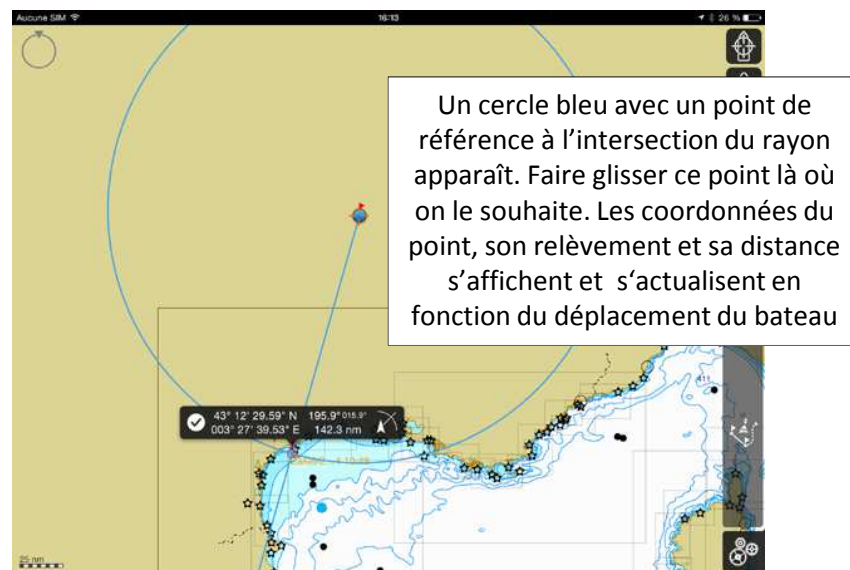 Aucune SIM
16:13
26 %
Un cercle bleu avec un point de
référence à l’intersection du rayon
apparaît. Faire glisser ce point là où
on le souhaite. Les coordonnées du
point, son relèvement et sa distance
s’affichent et s‘actualisent en
fonction du déplacement du bateau
411
43° 12' 29.59" N 195.9° 015.9°
003° 27' 39.53" E 142.3 nm
25 nm